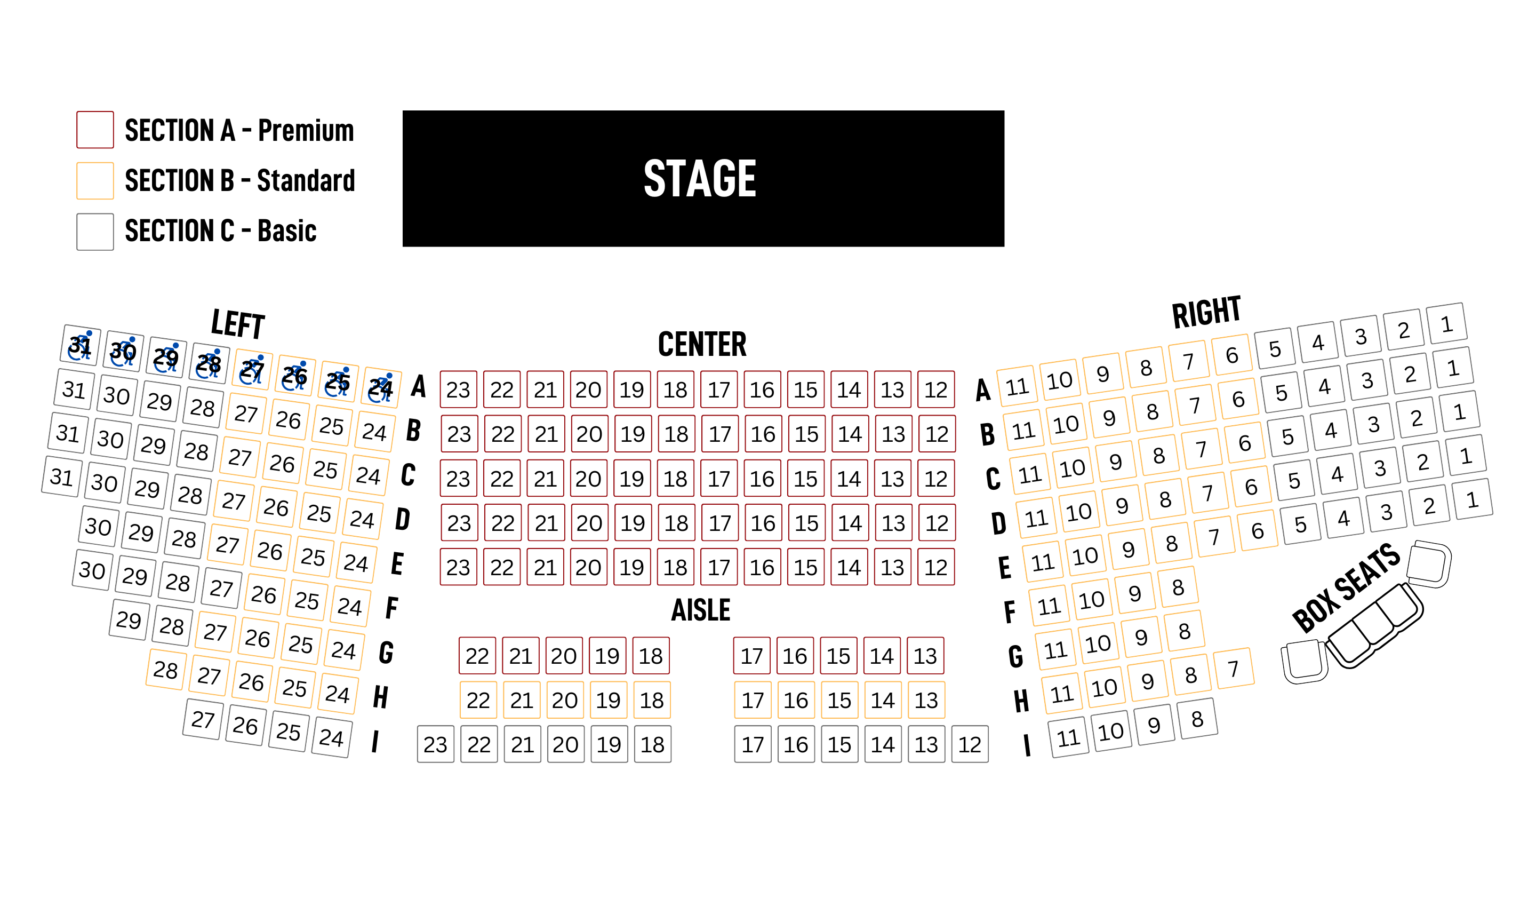 SECTION A - Premium
SECTION B - Standard
SECTION C - Basic
STAGE
LEFT
CENTER
RIGHT
31 30 29 28 27 26 25 24 A 23 22 21 20 19 18 17 16 15 14 13 12 A 11 10 9 8 7 6 5 4 3 2 1
31 30 29 28 27 26 25 24 B 23 22 21 20 19 18 17 16 15 14 13 12 B 11 10 9 8 7 6 5 4 3 2 1
31 30 29 28 27 26 25 24 C 23 22 21 20 19 18 17 16 15 14 13 12 C 11 10 9 8 7 6 5 4 3 2 1
31 30 29 28 27 26 25 24 D 23 22 21 20 19 18 17 16 15 14 13 12 D 11 10 9 8 7 6 5 4 3 2 1
30 29 28 27 26 25 24 E 23 22 21 20 19 18 17 16 15 14 13 12 E 11 10 9 8 7 6 5 4 3 2 1
AISLE
BOX SEATS
30 29 28 27 26 25 24 F F 11 10 9 8
29 28 27 26 25 24 G 22 21 20 19 18 17 16 15 14 13 G 11 10 9 8
28 27 26 25 24 H 22 21 20 19 18 17 16 15 14 13 H 11 10 9 8 7
27 26 25 24 I 23 22 21 20 19 18 17 16 15 14 13 12 I 11 10 9 8